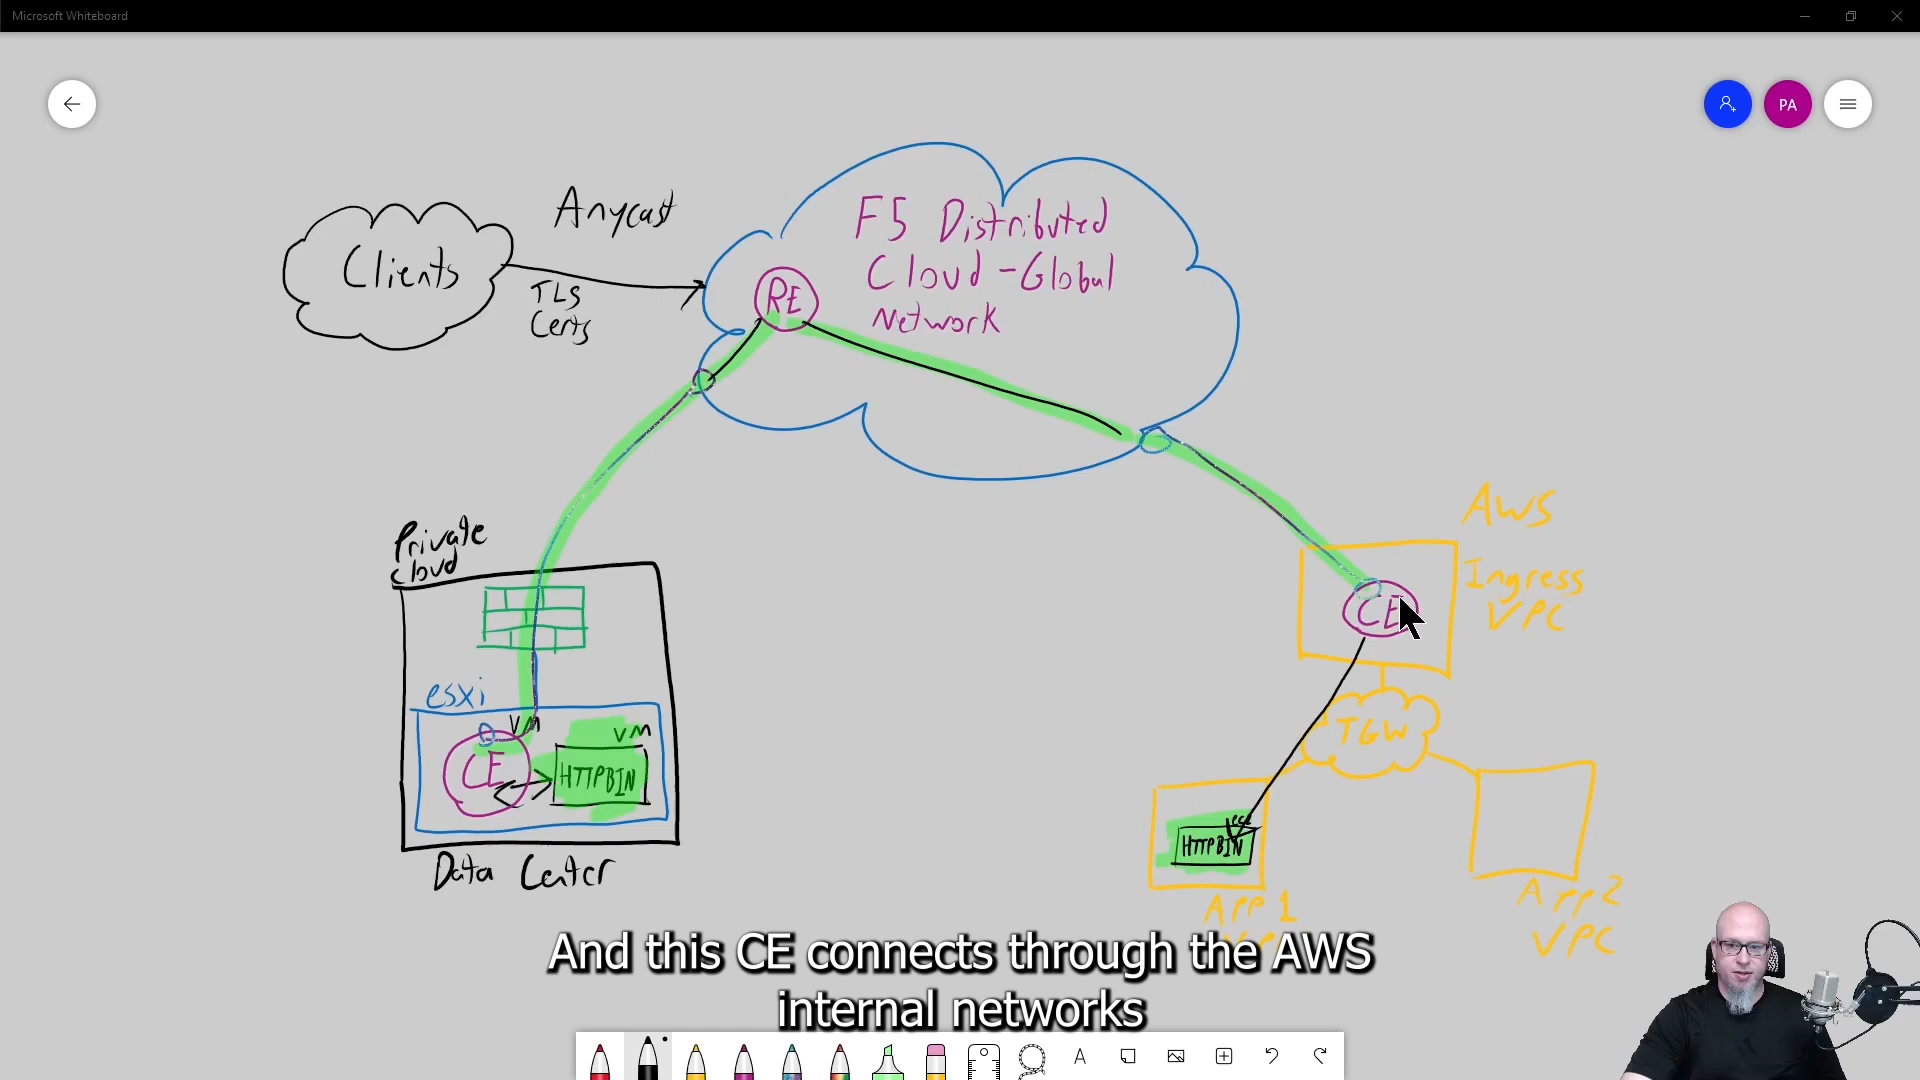 Microsoft Whiteboard
PA
Anycast
Clients
TLS
Certs
F5 Distributed
Cloud - Global
Network
RE
Private
Cloud
esxi
VM
VM
CE
HTTPBIN
Data Center
AWS
Ingress
VPC
CE
TGW
HTTPBIN
App 1
App 2
VPC
And this CE connects through the AWS
internal networks
A